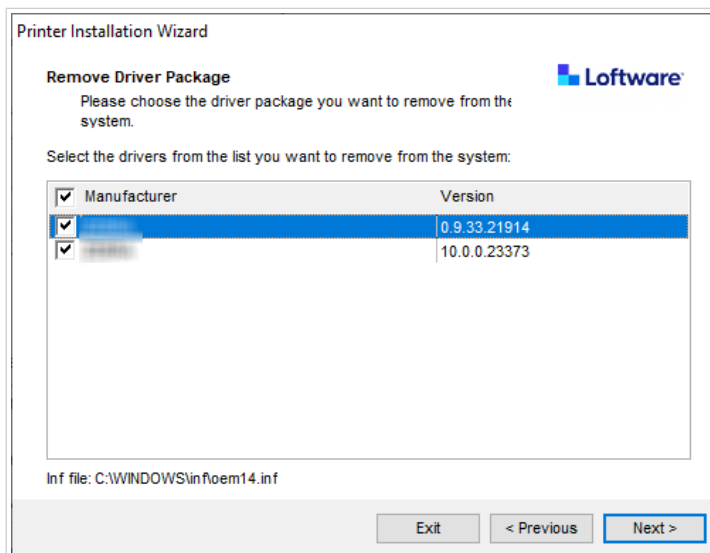 Printer Installation Wizard
Remove Driver Package
Loftware
Please choose the driver package you want to remove from the
system.
Select the drivers from the list you want to remove from the system:
Manufacturer Version
0.9.33.21914
10.0.0.23373
Inf file: C:\WINDOWS\inf\oem14.inf
Exit < Previous Next >